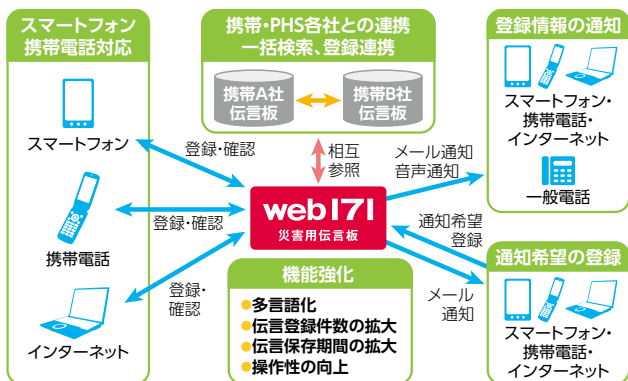 スマートフォン
携帯電話対応
スマートフォン
携帯電話
インターネット
登録・確認
登録・確認
登録・
確認
携帯・PHS各社との連携
一括検索、登録連携
携帯A社
伝言板
携帯B社
伝言板
相互
参照
web171
災害用伝言板
機能強化
●多言語化
●伝言登録件数の拡大
●伝言保存期間の拡大
●操作性の向上
メール通知
音声通知
通知希望
登録
メール
通知
登録情報の通知
スマートフォン・
携帯電話・
インターネット
一般電話
通知希望の登録
スマートフォン・
携帯電話・
インターネット